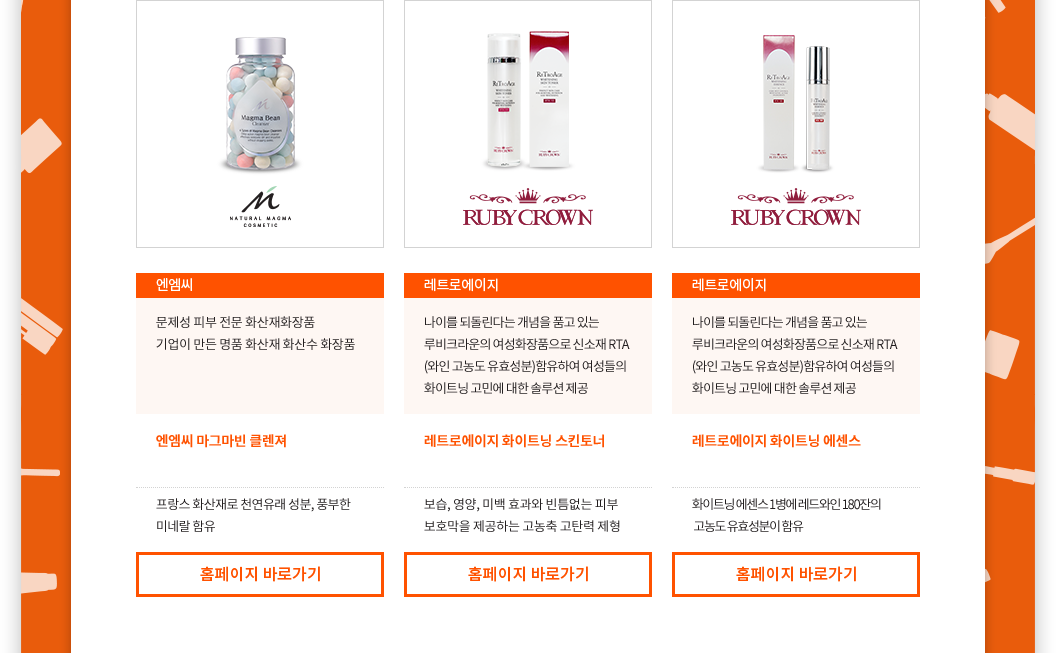 Magma Bean
Cleanser
NATURAL MAGMA
COSMETIC
ReTroAge
RUBY CROWN
ReTroAge
RUBY CROWN
RUBY CROWN
ReTroAge
RUBY CROWN
ReTroAge
RUBY CROWN
엔엠씨
문제성 피부 전문 화산재화장품
기업이 만든 명품 화산재 화산수 화장품
엔엠씨 마그마빈 클렌져
프랑스 화산재로 천연유래 성분, 풍부한
미네랄 함유
홈페이지 바로가기
레트로에이지
나이를 되돌린다는 개념을 품고 있는
루비크라운의 여성화장품으로 신소재 RTA
(와인 고농도 유효성분)함유하여 여성들의
화이트닝 고민에 대한 솔루션 제공
레트로에이지 화이트닝 스킨토너
보습, 영양, 미백 효과와 빈틈없는 피부
보호막을 제공하는 고농축 고탄력 제형
홈페이지 바로가기
레트로에이지
나이를 되돌린다는 개념을 품고 있는
루비크라운의 여성화장품으로 신소재 RTA
(와인 고농도 유효성분)함유하여 여성들의
화이트닝 고민에 대한 솔루션 제공
레트로에이지 화이트닝 에센스
화이트닝 에센스 1병에 레드와인 180잔의
고농도 유효성분이 함유
홈페이지 바로가기